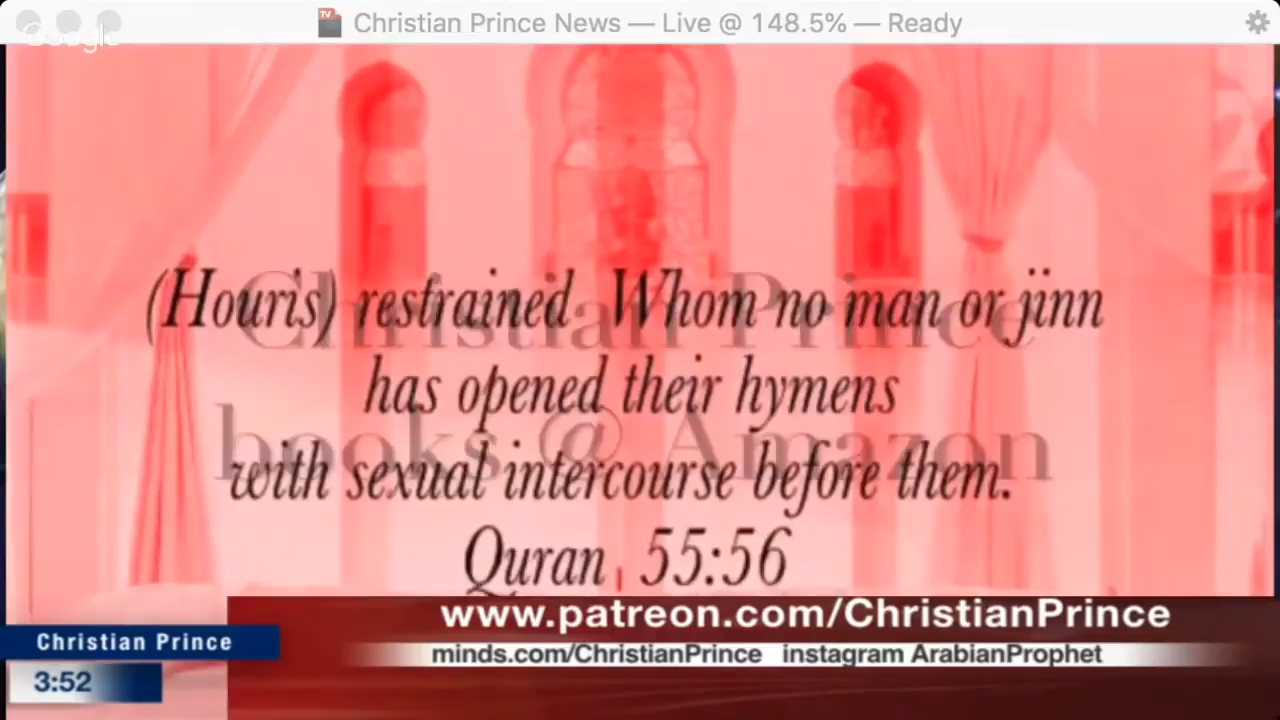 Christian Prince News — Live @ 148.5% — Ready
Google
(Houris) restrained Whom no man or jinn
Christian Prince
has opened their hymens
books @ Amazon
with sexual intercourse before them.
Quran 55:56
www.patreon.com/ChristianPrince
Christian Prince
minds.com/ChristianPrince instagram ArabianProphet
3:52